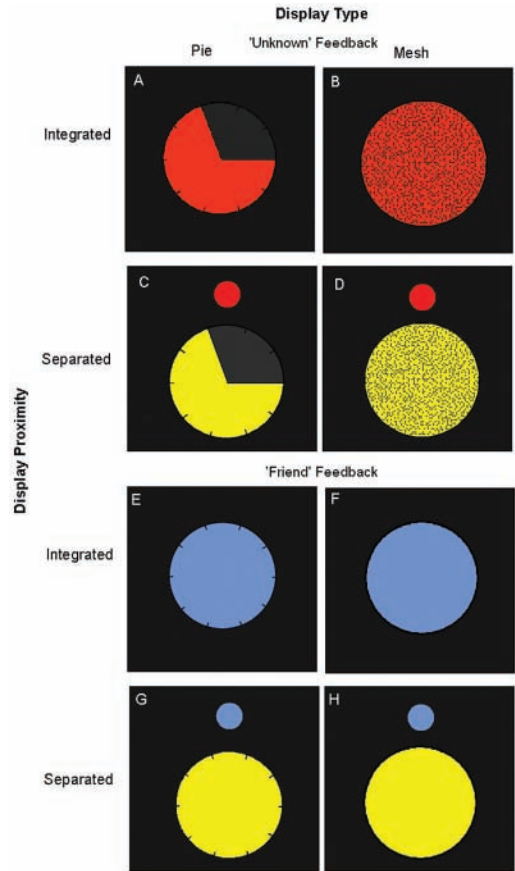 Display Type
'Unknown' Feedback
Pie
Mesh
A
B
Integrated
C
D
Separated
Display Proximity
'Friend' Feedback
E
F
Integrated
G
H
Separated